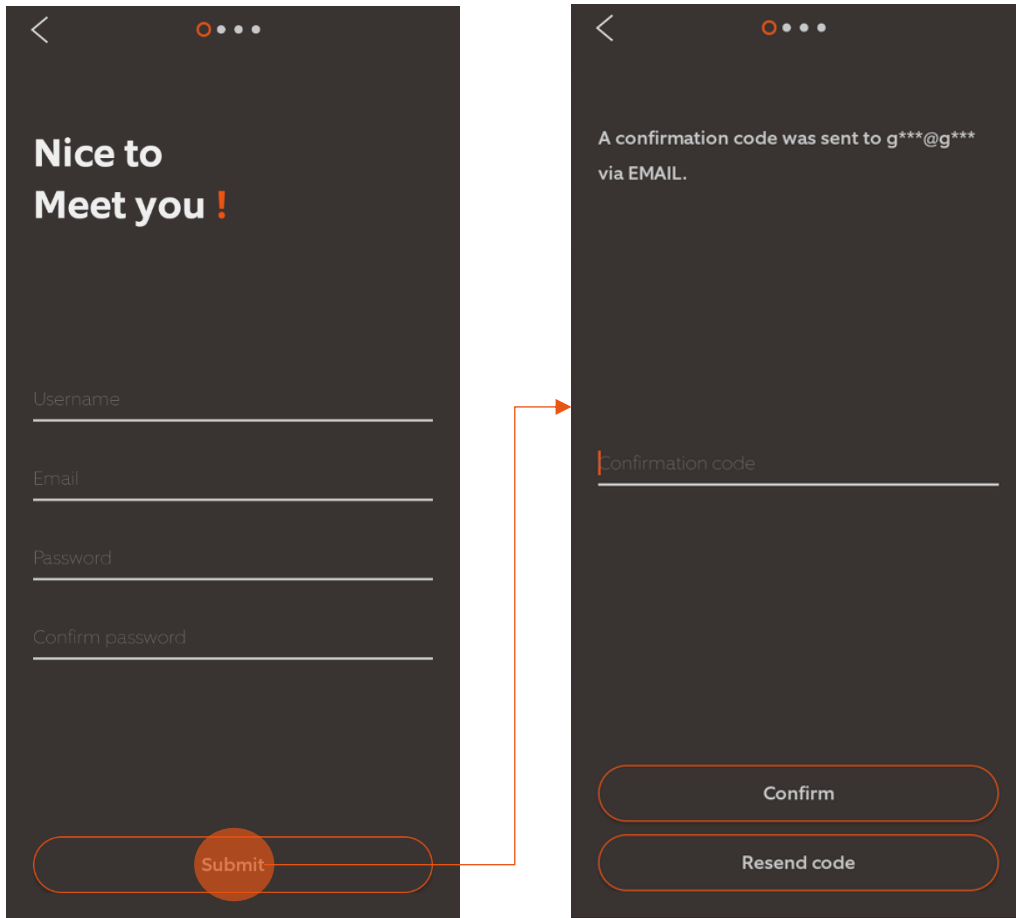 Nice to
Meet you !
Username
Email
Password
Confirm password
Submit
A confirmation code was sent to g***@g***
via EMAIL.
Confirmation code
Confirm
Resend code